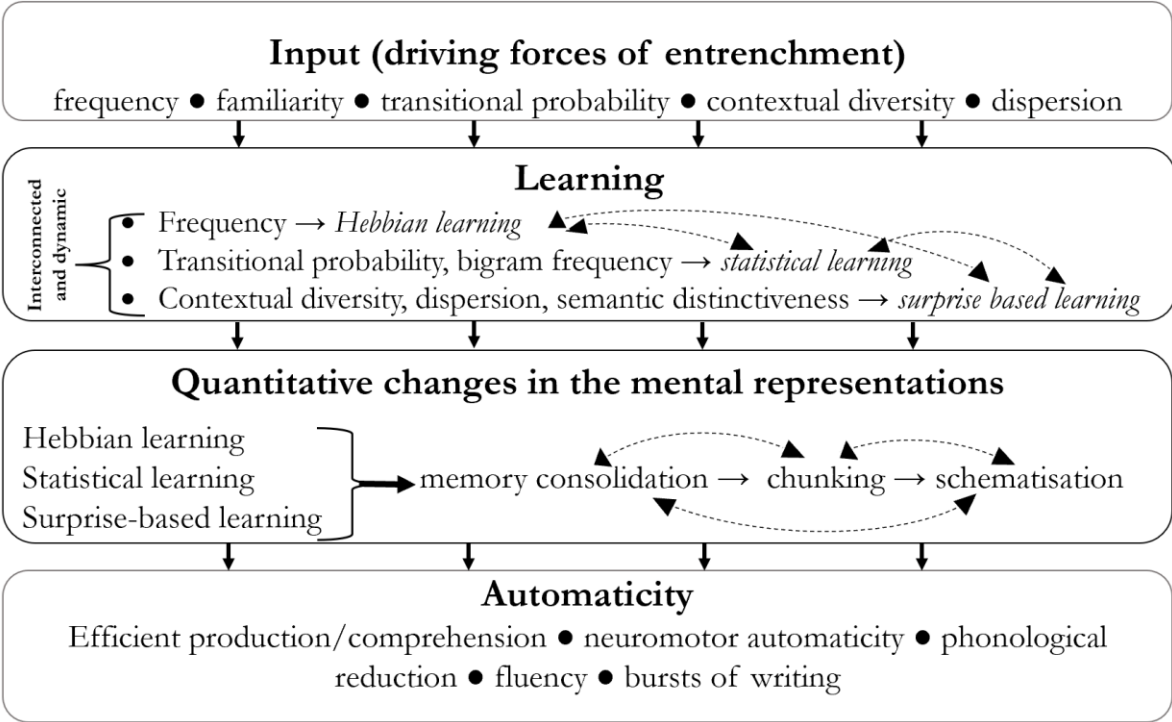 Input (driving forces of entrenchment)
frequency ● familiarity ● transitional probability ● contextual diversity ● dispersion
Learning
Interconnected
and dynamic
● Frequency → Hebbian learning
● Transitional probability, bigram frequency → statistical learning
● Contextual diversity, dispersion, semantic distinctiveness → surprise based learning
Quantitative changes in the mental representations
Hebbian learning
Statistical learning
Surprise-based learning
memory consolidation → chunking → schematisation
Automaticity
Efficient production/comprehension ● neuromotor automaticity ● phonological
reduction ● fluency ● bursts of writing